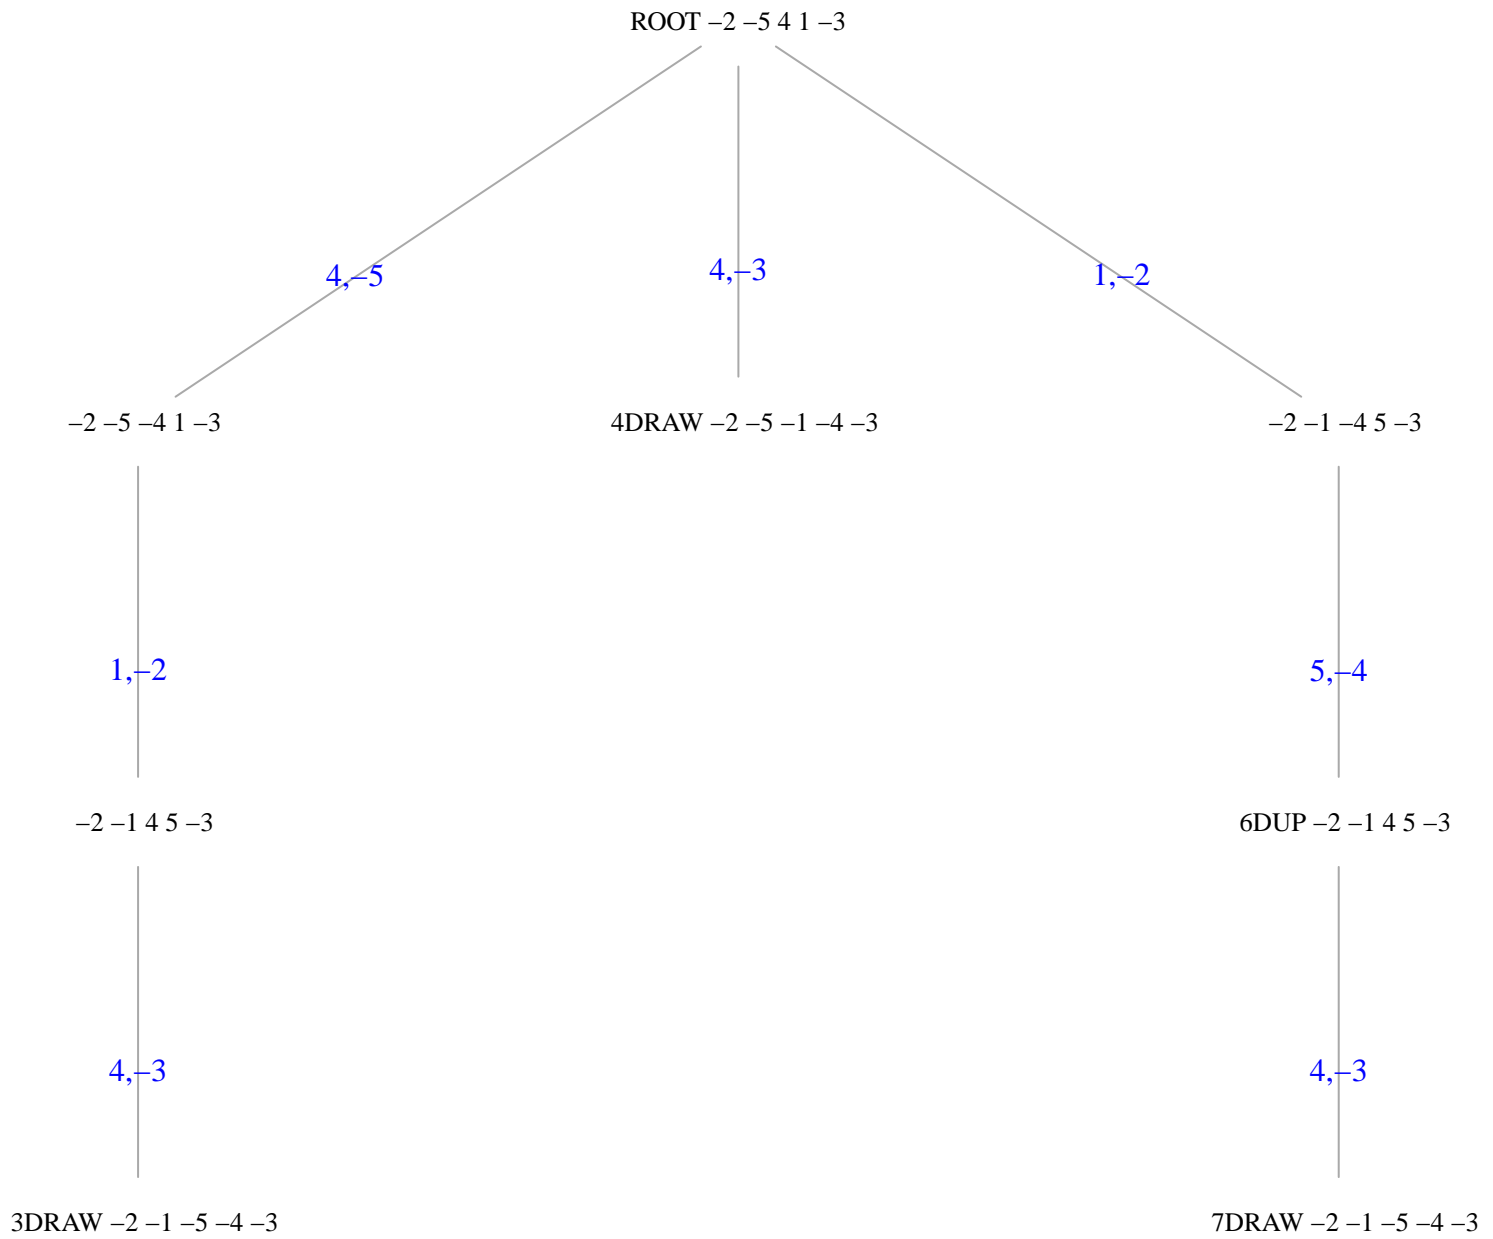 ROOT –2 –5 4 1 –3
4,–5
4,–3
1,–2
–2 –5 –4 1 –3
4DRAW –2 –5 –1 –4 –3
–2 –1 –4 5 –3
1,–2
5,–4
–2 –1 4 5 –3
6DUP –2 –1 4 5 –3
4,–3
4,–3
3DRAW –2 –1 –5 –4 –3
7DRAW –2 –1 –5 –4 –3